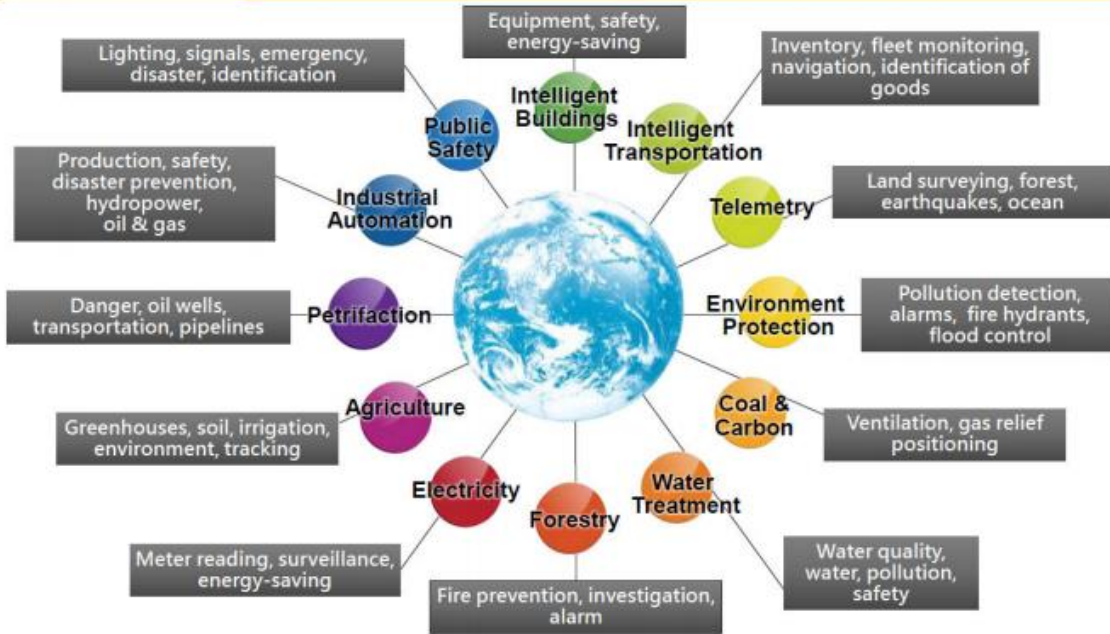 Equipment, safety,
energy-saving
Intelligent
Buildings
Inventory, fleet monitoring,
navigation, identification of
goods
Intelligent
Transportation
Land surveying, forest,
earthquakes, ocean
Telemetry
Pollution detection,
alarms, fire hydrants,
flood control
Environment
Protection
Ventilation, gas relief
positioning
Coal &
Carbon
Water quality,
water, pollution,
safety
Water
Treatment
Fire prevention, investigation,
alarm
Forestry
Meter reading, surveillance,
energy-saving
Electricity
Greenhouses, soil, irrigation,
environment, tracking
Agriculture
Danger, oil wells,
transportation, pipelines
Petrifaction
Production, safety,
disaster prevention,
hydropower,
oil & gas
Industrial
Automation
Lighting, signals, emergency,
disaster, identification
Public
Safety